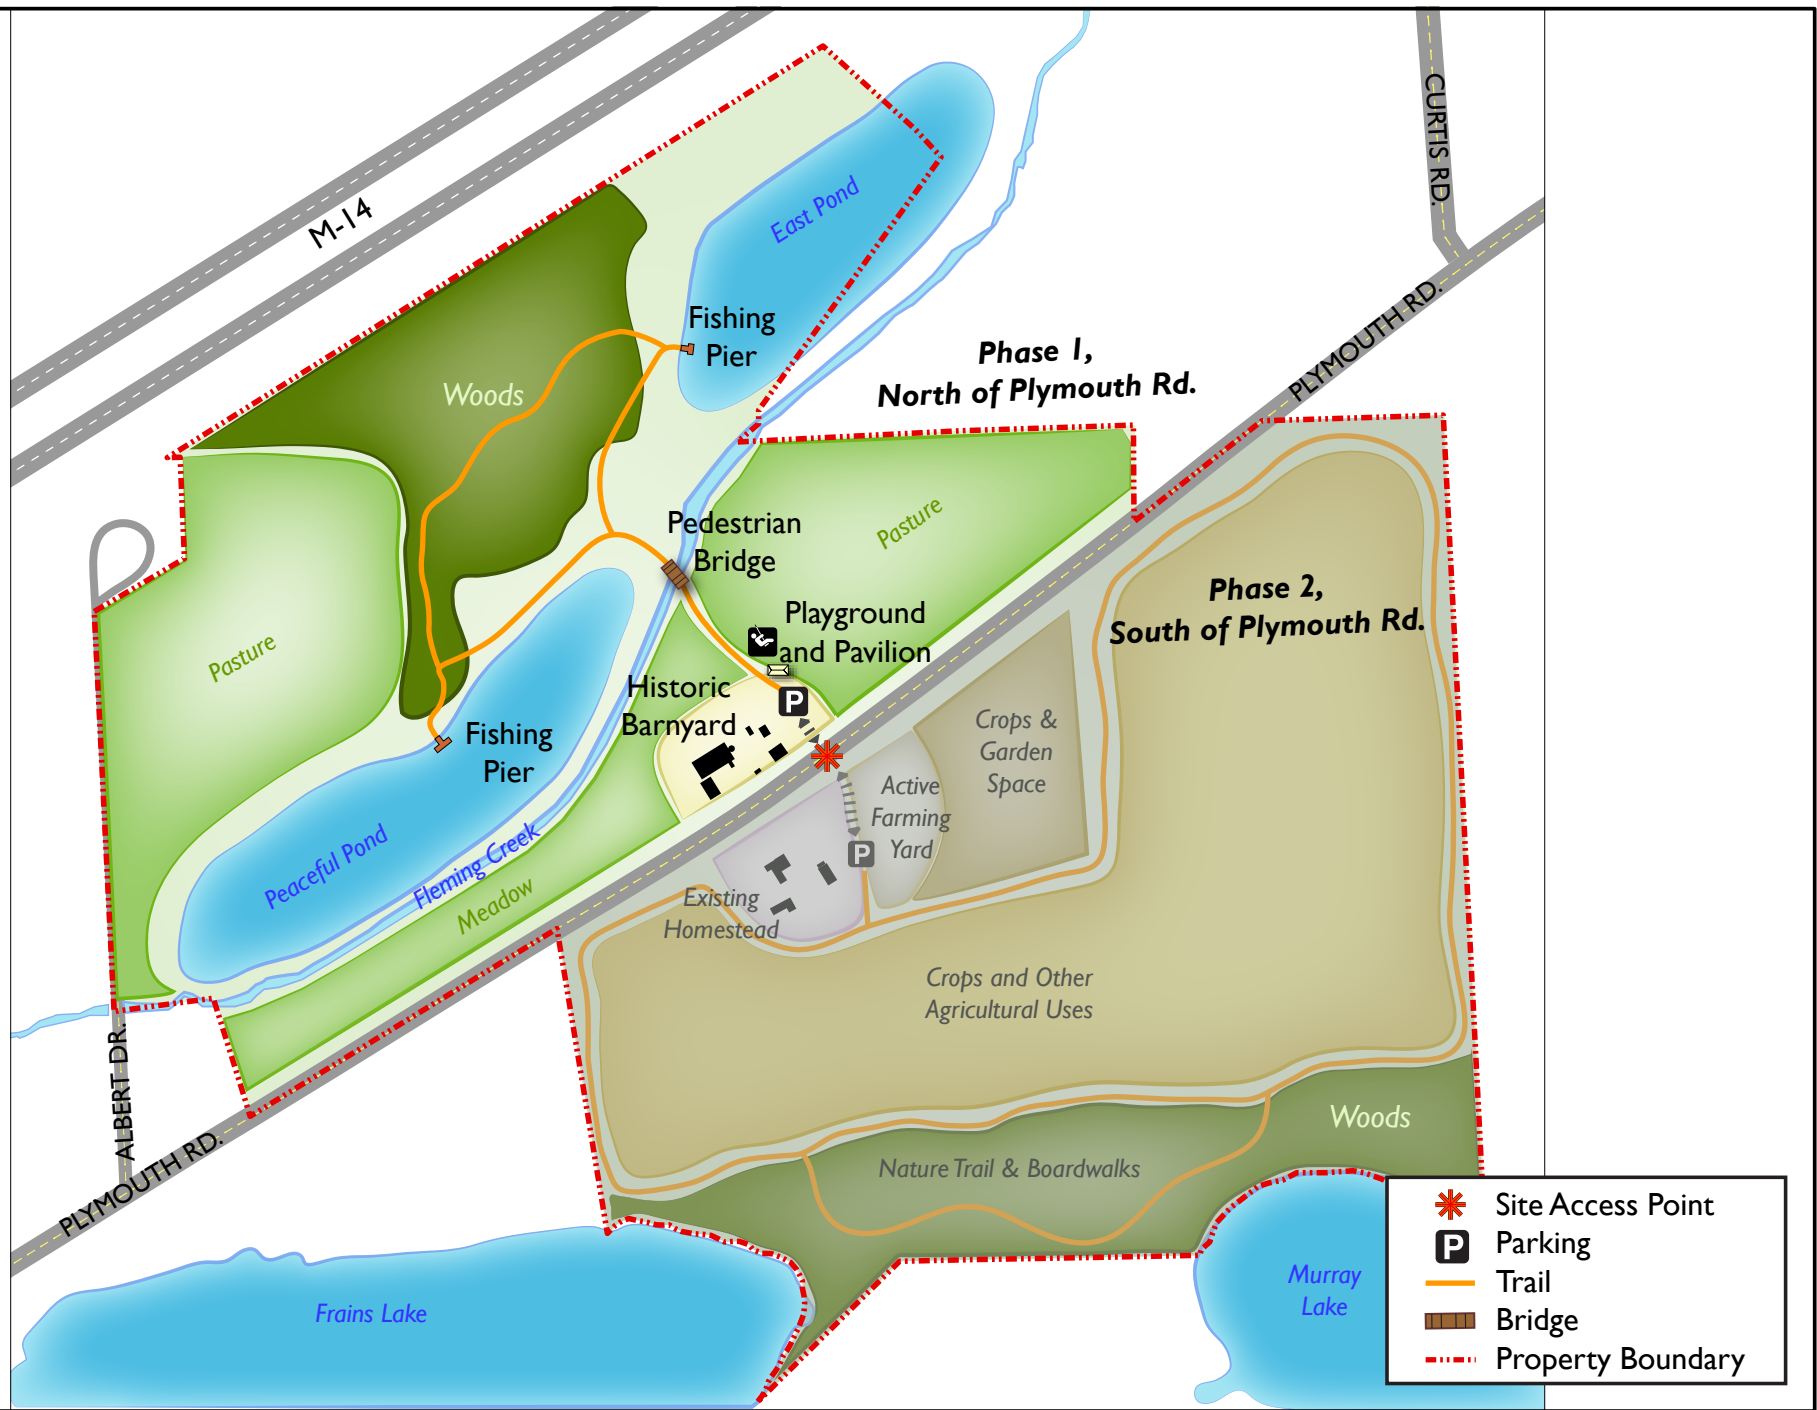 M-14
CURTIS RD.
East Pond
Fishing
Pier
Phase 1,
North of Plymouth Rd.
PLYMOUTH RD.
Woods
Pedestrian
Bridge
Pasture
Phase 2,
South of Plymouth Rd.
Playground
and Pavilion
Pasture
Historic
Barnyard
P
Fishing
Pier
Crops &
Garden
Space
Active
Farming
Yard
P
Peaceful Pond
Fleming Creek
Meadow
Existing
Homestead
Crops and Other
Agricultural Uses
ALBERT DR.
PLYMOUTH RD.
Woods
Nature Trail & Boardwalks
Frains Lake
Murray
Lake
Site Access Point
P Parking
Trail
Bridge
Property Boundary